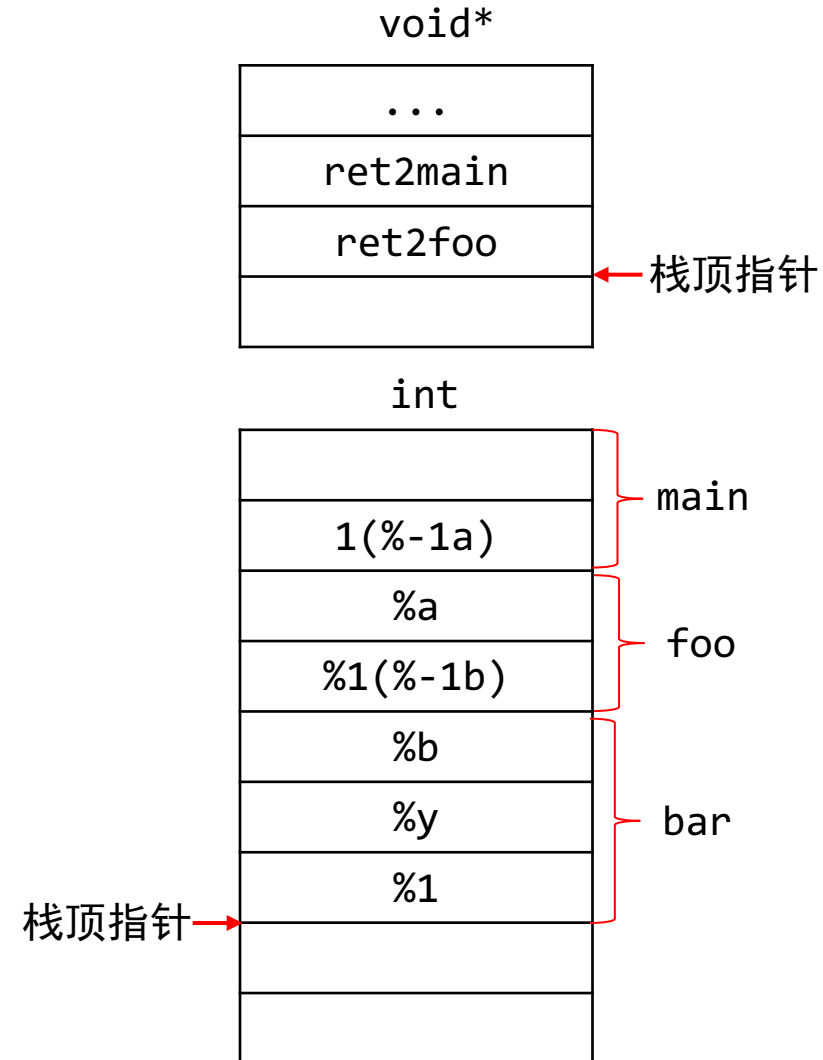 void*
...
ret2main
ret2foo
栈顶指针
int
main
1(%-1a)
%a
foo
%1(%-1b)
%b
%y
bar
%1
栈顶指针